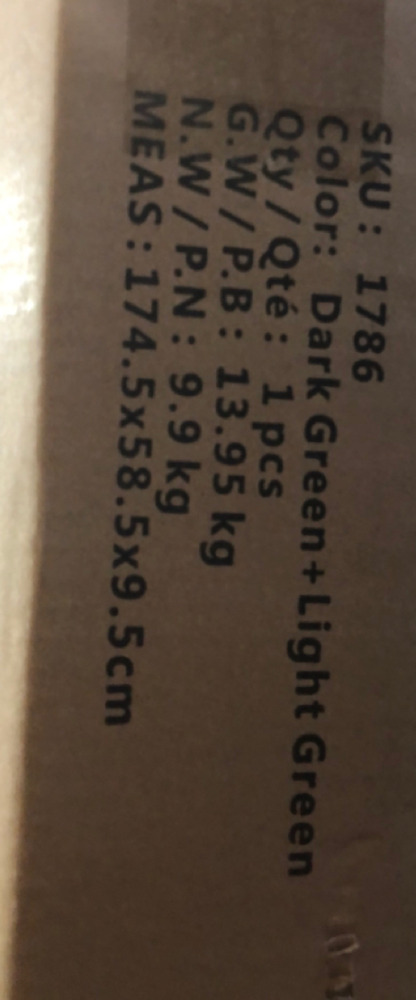 SKU: 1786
Color: Dark Green+Light Green
Qty / Qté: 1 pcs
G.W / P.B: 13.95 kg
N.W / P.N: 9.9 kg
MEAS:174.5x58.5x9.5cm